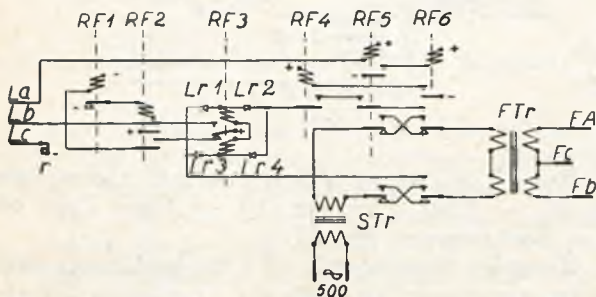 RF1 RF2 RF3 RF4 RF5 RF6
Lr1 Lr2
La
Lb
Lc
r
Lr3 Lr4
FTr
FA
Fc
Fb
STr
500